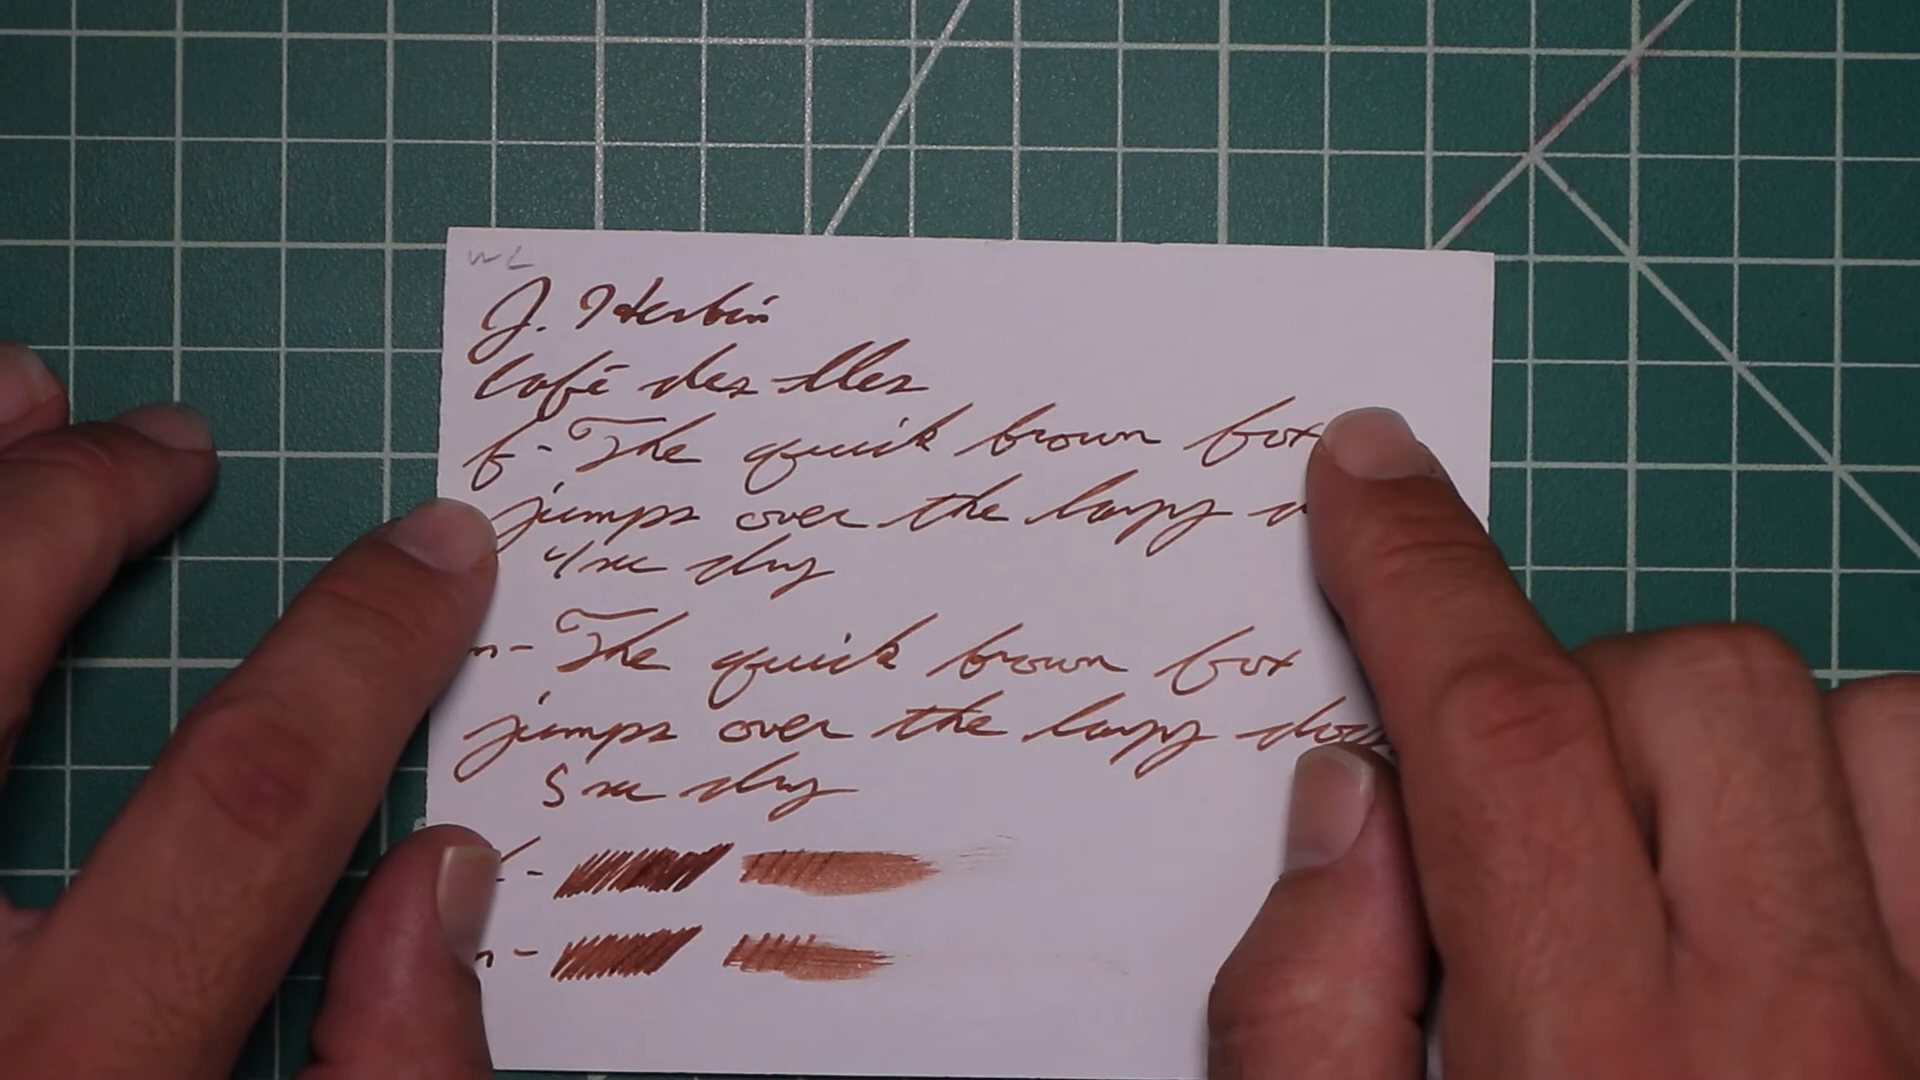 WL
J. Herbin
Café des Iles
f - The quick brown fox
jumps over the lazy d
4 sec dry
m - The quick brown fox
jumps over the lazy
5 sec dry
f -
m -